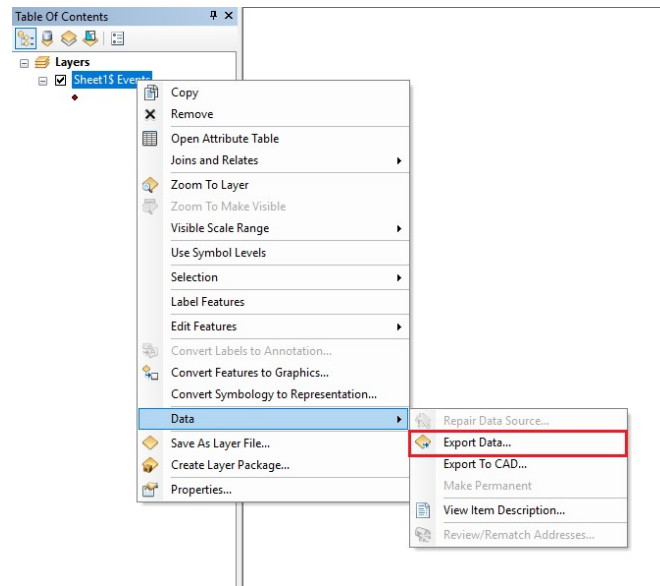 Table Of Contents
Layers
Sheet1$ Events
Copy
Remove
Open Attribute Table
Joins and Relates
Zoom To Layer
Zoom To Make Visible
Visible Scale Range
Use Symbol Levels
Selection
Label Features
Edit Features
Convert Labels to Annotation...
Convert Features to Graphics...
Convert Symbology to Representation...
Data
Save As Layer File...
Create Layer Package...
Properties...
Repair Data Source...
Export Data...
Export To CAD...
Make Permanent
View Item Description...
Review/Rematch Addresses...